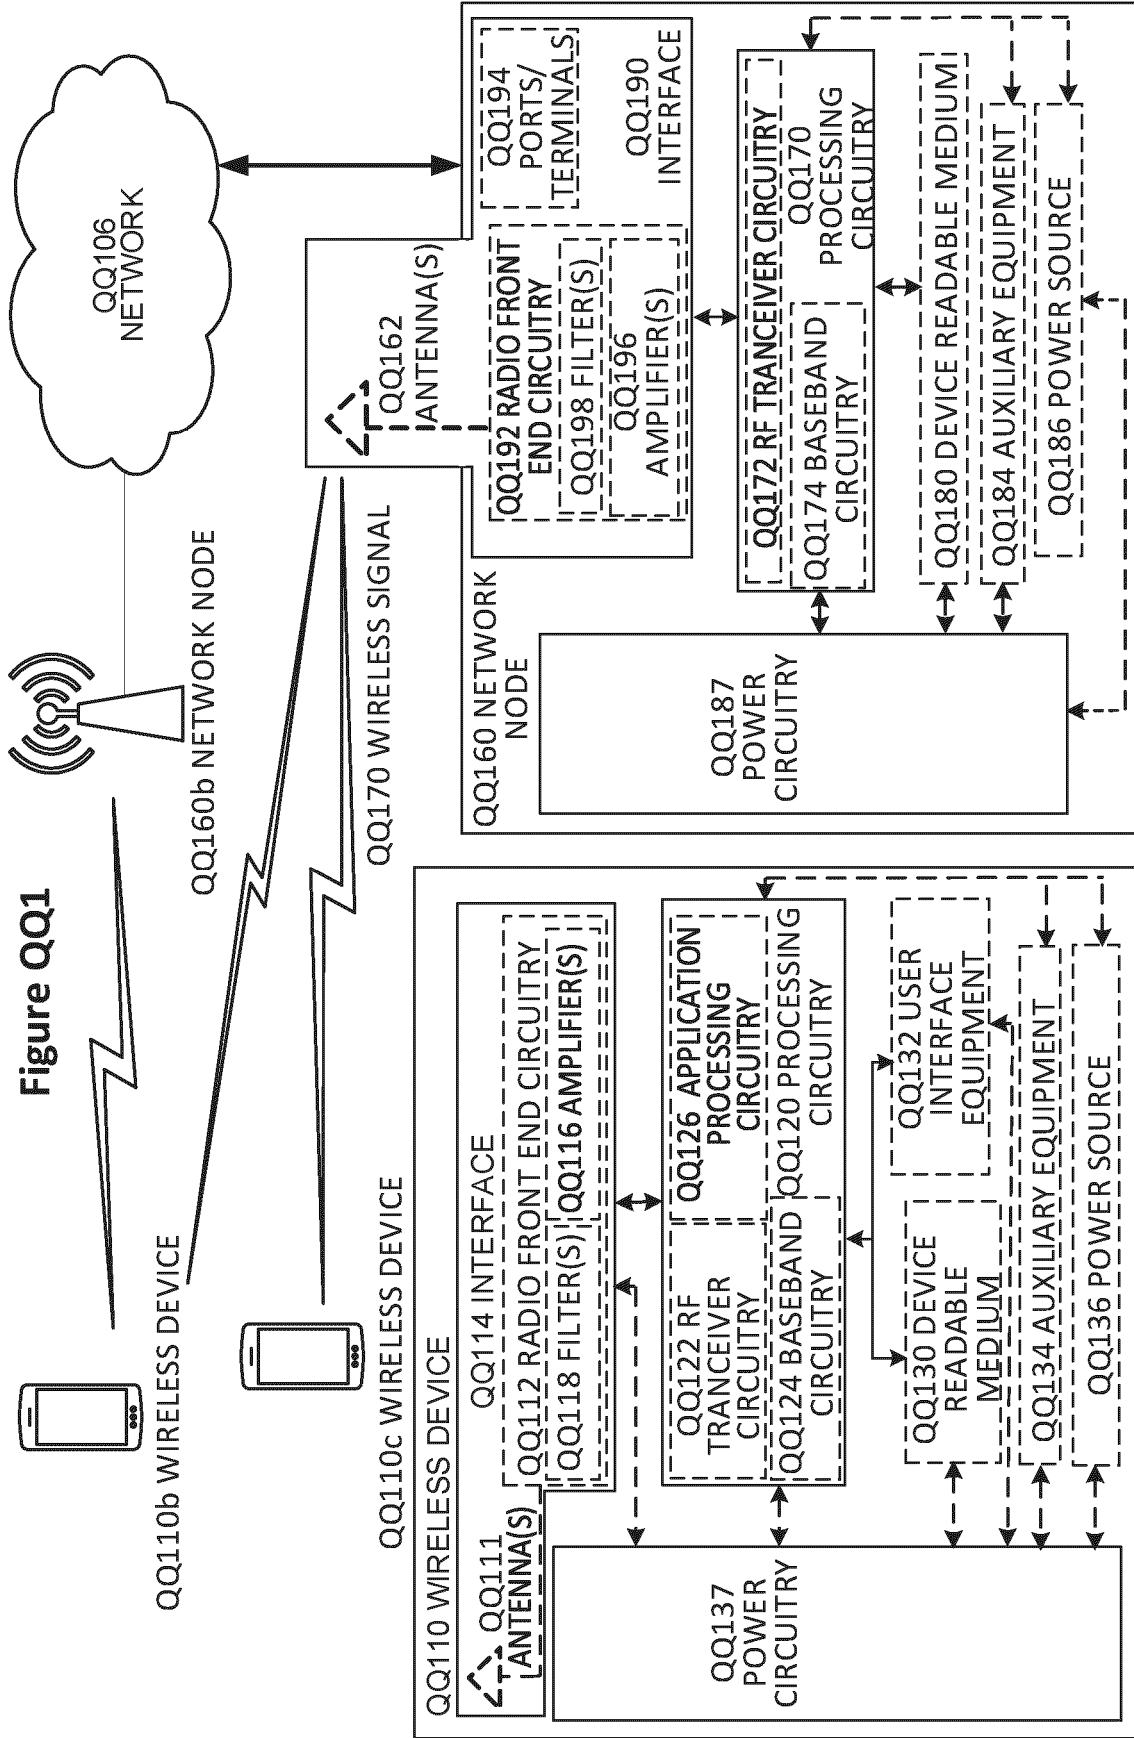 Figure QQ1
QQ110b WIRELESS DEVICE
QQ160b NETWORK NODE
QQ106
NETWORK
QQ110c WIRELESS DEVICE
QQ170 WIRELESS SIGNAL
QQ110 WIRELESS DEVICE
QQ111
ANTENNA(S)
QQ114 INTERFACE
QQ112 RADIO FRONT END CIRCUITRY
QQ118 FILTER(S)
QQ116 AMPLIFIER(S)
QQ137
POWER
CIRCUITRY
QQ122 RF
TRANCEIVER
CIRCUITRY
QQ126 APPLICATION
PROCESSING
CIRCUITRY
QQ124 BASEBAND
CIRCUITRY
QQ120 PROCESSING
CIRCUITRY
QQ130 DEVICE
READABLE
MEDIUM
QQ132 USER
INTERFACE
EQUIPMENT
QQ134 AUXILIARY EQUIPMENT
QQ136 POWER SOURCE
QQ160 NETWORK
NODE
QQ162
ANTENNA(S)
QQ192 RADIO FRONT
END CIRCUITRY
QQ198 FILTER(S)
QQ196
AMPLIFIER(S)
QQ194
PORTS/
TERMINALS
QQ190
INTERFACE
QQ187
POWER
CIRCUITRY
QQ172 RF TRANCEIVER CIRCUITRY
QQ174 BASEBAND
CIRCUITRY
QQ170
PROCESSING
CIRCUITRY
QQ180 DEVICE READABLE MEDIUM
QQ184 AUXILIARY EQUIPMENT
QQ186 POWER SOURCE